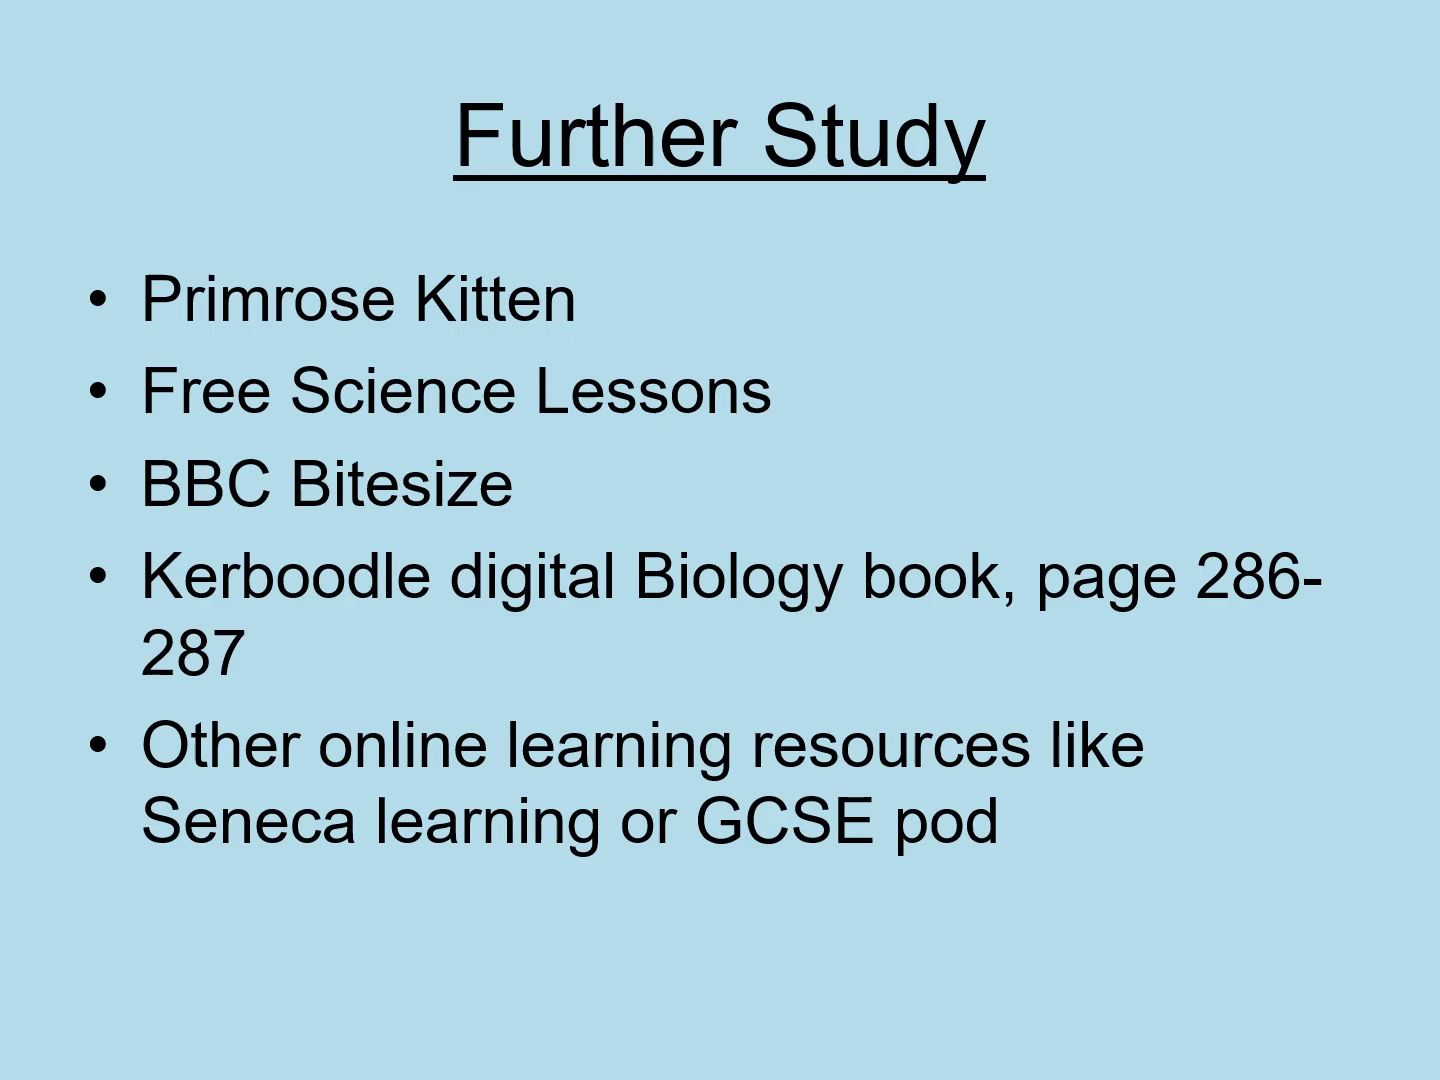 Further Study
• Primrose Kitten
• Free Science Lessons
• BBC Bitesize
• Kerboodle digital Biology book, page 286-
287
• Other online learning resources like
Seneca learning or GCSE pod